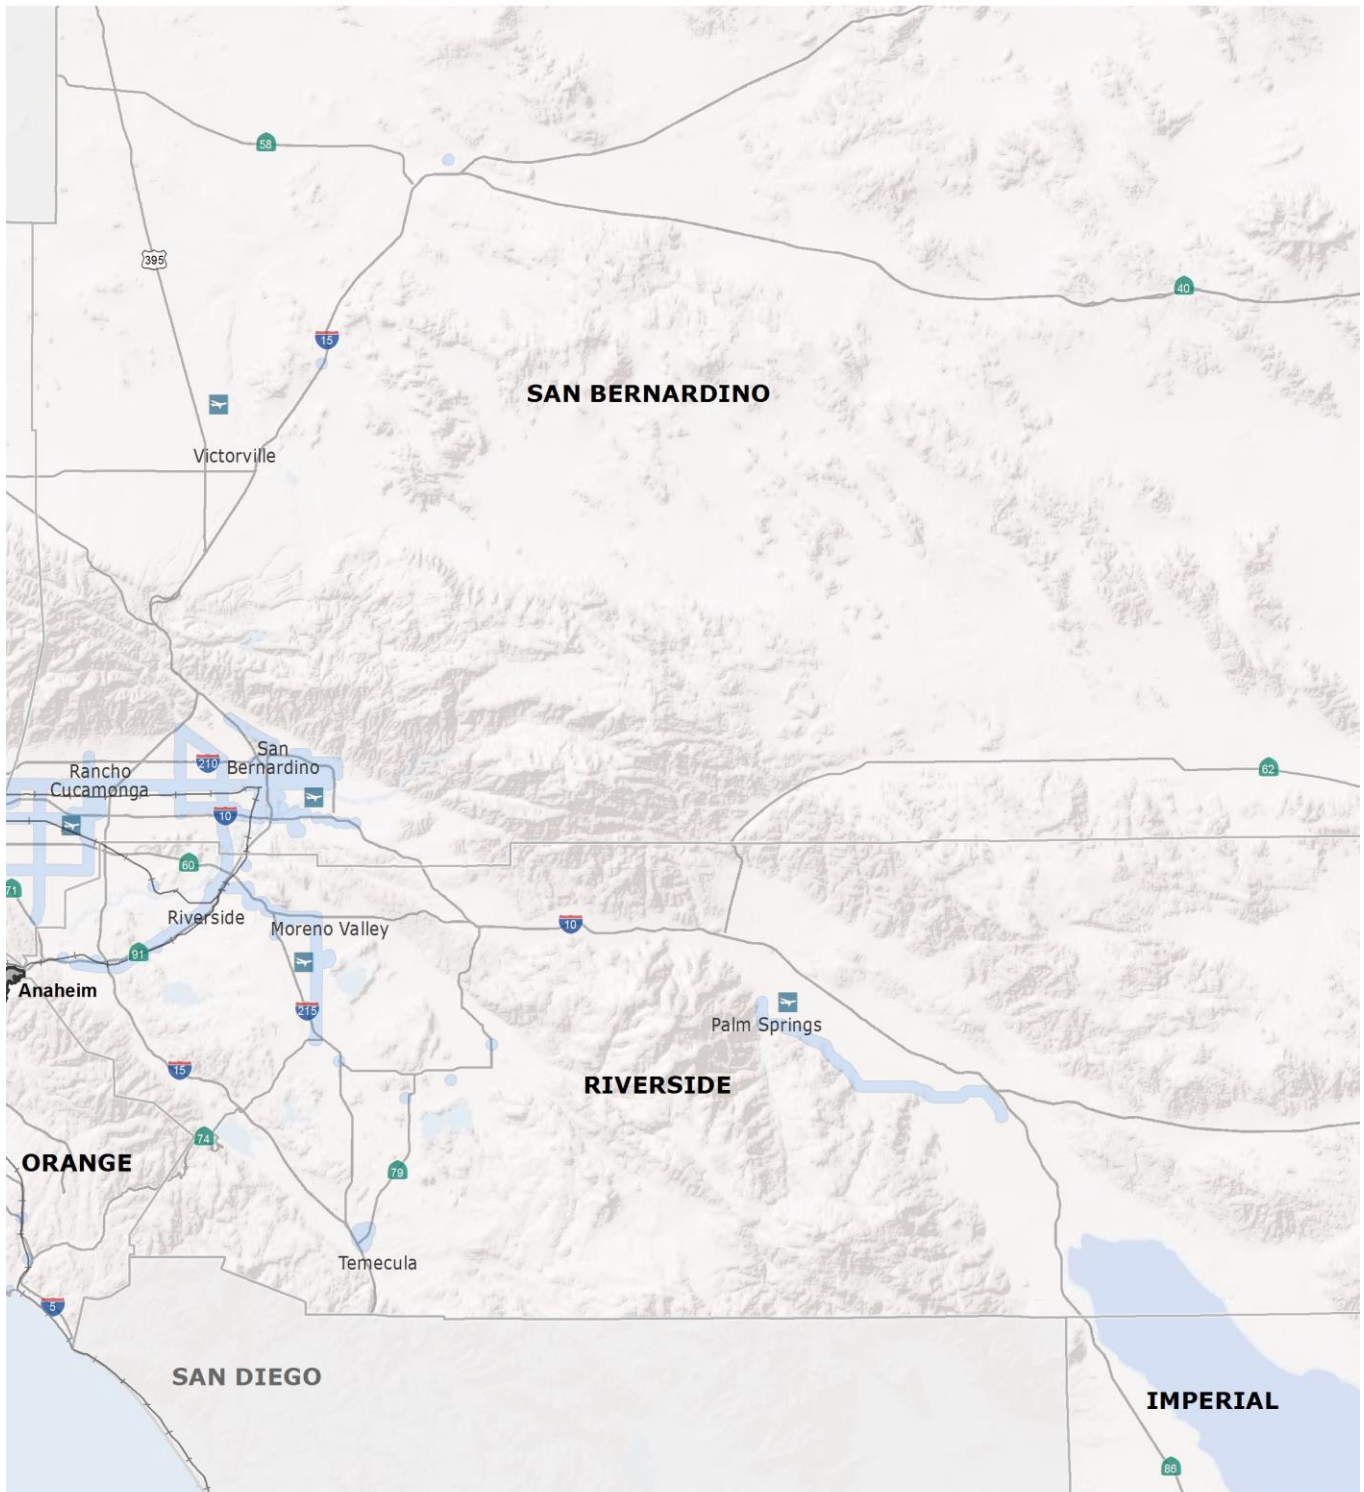 58
395
40
15
SAN BERNARDINO
Victorville
San
Bernardino
210
62
Rancho
Cucamonga
10
60
71
Riverside
10
Moreno Valley
91
Anaheim
215
Palm Springs
15
RIVERSIDE
74
ORANGE
79
Temecula
5
SAN DIEGO
IMPERIAL
86